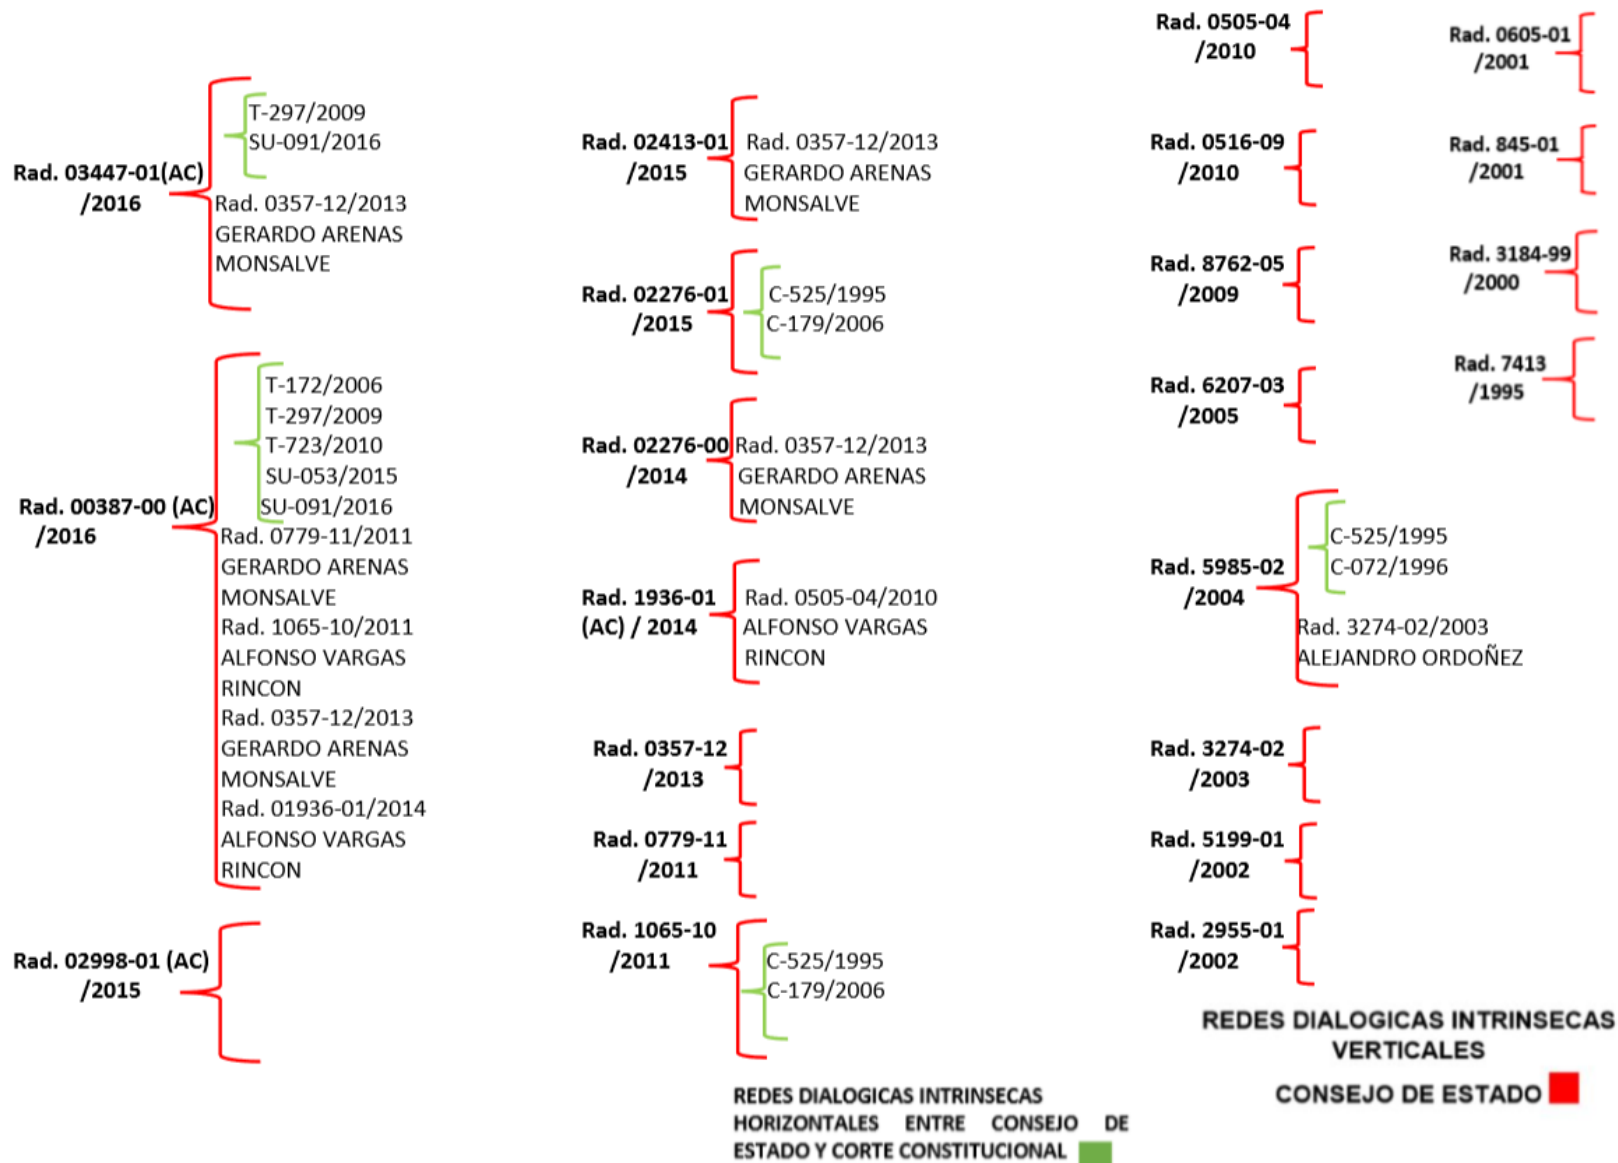 Rad. 03447-01(AC)
/2016
T-297/2009
SU-091/2016
Rad. 0357-12/2013
GERARDO ARENAS
MONSALVE
Rad. 00387-00 (AC)
/2016
T-172/2006
T-297/2009
T-723/2010
SU-053/2015
SU-091/2016
Rad. 0779-11/2011
GERARDO ARENAS
MONSALVE
Rad. 1065-10/2011
ALFONSO VARGAS
RINCON
Rad. 0357-12/2013
GERARDO ARENAS
MONSALVE
Rad. 01936-01/2014
ALFONSO VARGAS
RINCON
Rad. 02998-01 (AC)
/2015
Rad. 02413-01
/2015
Rad. 0357-12/2013
GERARDO ARENAS
MONSALVE
Rad. 02276-01
/2015
C-525/1995
C-179/2006
Rad. 02276-00
/2014
Rad. 0357-12/2013
GERARDO ARENAS
MONSALVE
Rad. 1936-01
(AC) / 2014
Rad. 0505-04/2010
ALFONSO VARGAS
RINCON
Rad. 0357-12
/2013
Rad. 0779-11
/2011
Rad. 1065-10
/2011
C-525/1995
C-179/2006
REDES DIALOGICAS INTRINSECAS
HORIZONTALES ENTRE CONSEJO DE
ESTADO Y CORTE CONSTITUCIONAL
Rad. 0505-04
/2010
Rad. 0516-09
/2010
Rad. 8762-05
/2009
Rad. 6207-03
/2005
Rad. 5985-02
/2004
C-525/1995
C-072/1996
Rad. 3274-02/2003
ALEJANDRO ORDOÑEZ
Rad. 3274-02
/2003
Rad. 5199-01
/2002
Rad. 2955-01
/2002
Rad. 0605-01
/2001
Rad. 845-01
/2001
Rad. 3184-99
/2000
Rad. 7413
/1995
REDES DIALOGICAS INTRINSECAS
VERTICALES
CONSEJO DE ESTADO